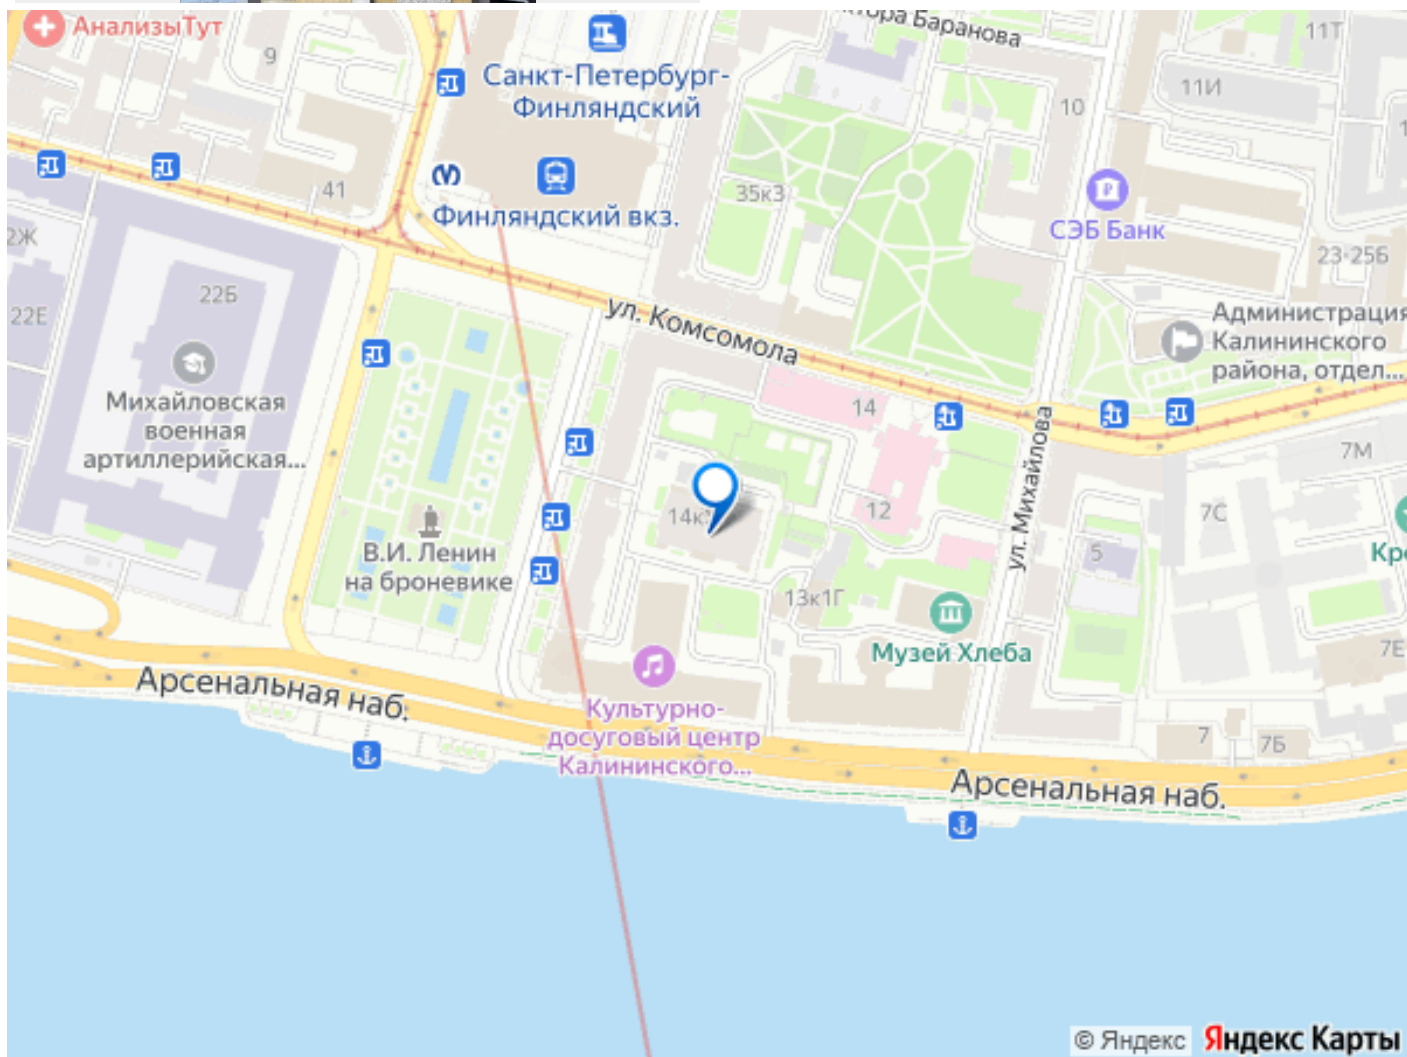 АнализыТут
9
Санкт-Петербург-
Финляндский
Баранова
11Т
11И
10
41
35к3
Финляндский вкз.
СЭБ Банк
2Ж
23-25Б
22Б
22Е
ул. Комсомола
Администрация
Калининского
района, отдел...
Михайловская
военная
артиллерийская...
14
ул. Михайлова
7М
14к
12
7С
В.И. Ленин
на броневике
5
13к1Г
Музей Хлеба
7Е
Арсенальная наб.
Культурно-
досуговый центр
Калининского...
7
7Б
Арсенальная наб.
© Яндекс Яндекс Карты